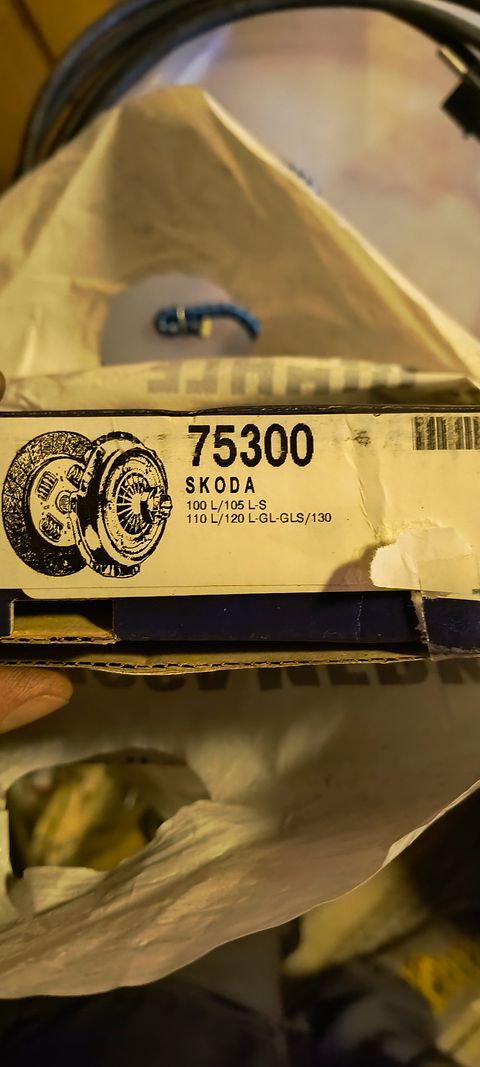 75300
SKODA
100 L/105 L-S
110 L/120 L-GL-GLS/130